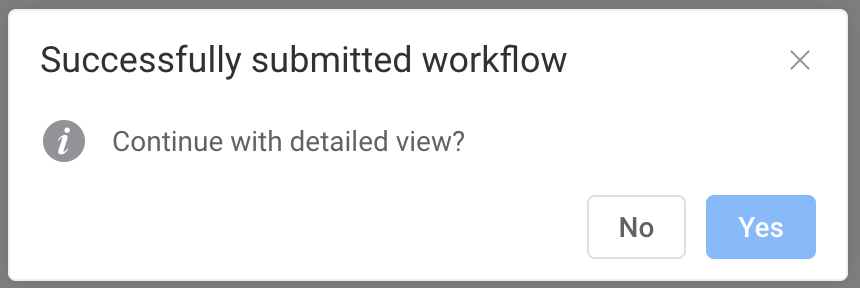 Successfully submitted workflow
Continue with detailed view?
No
Yes